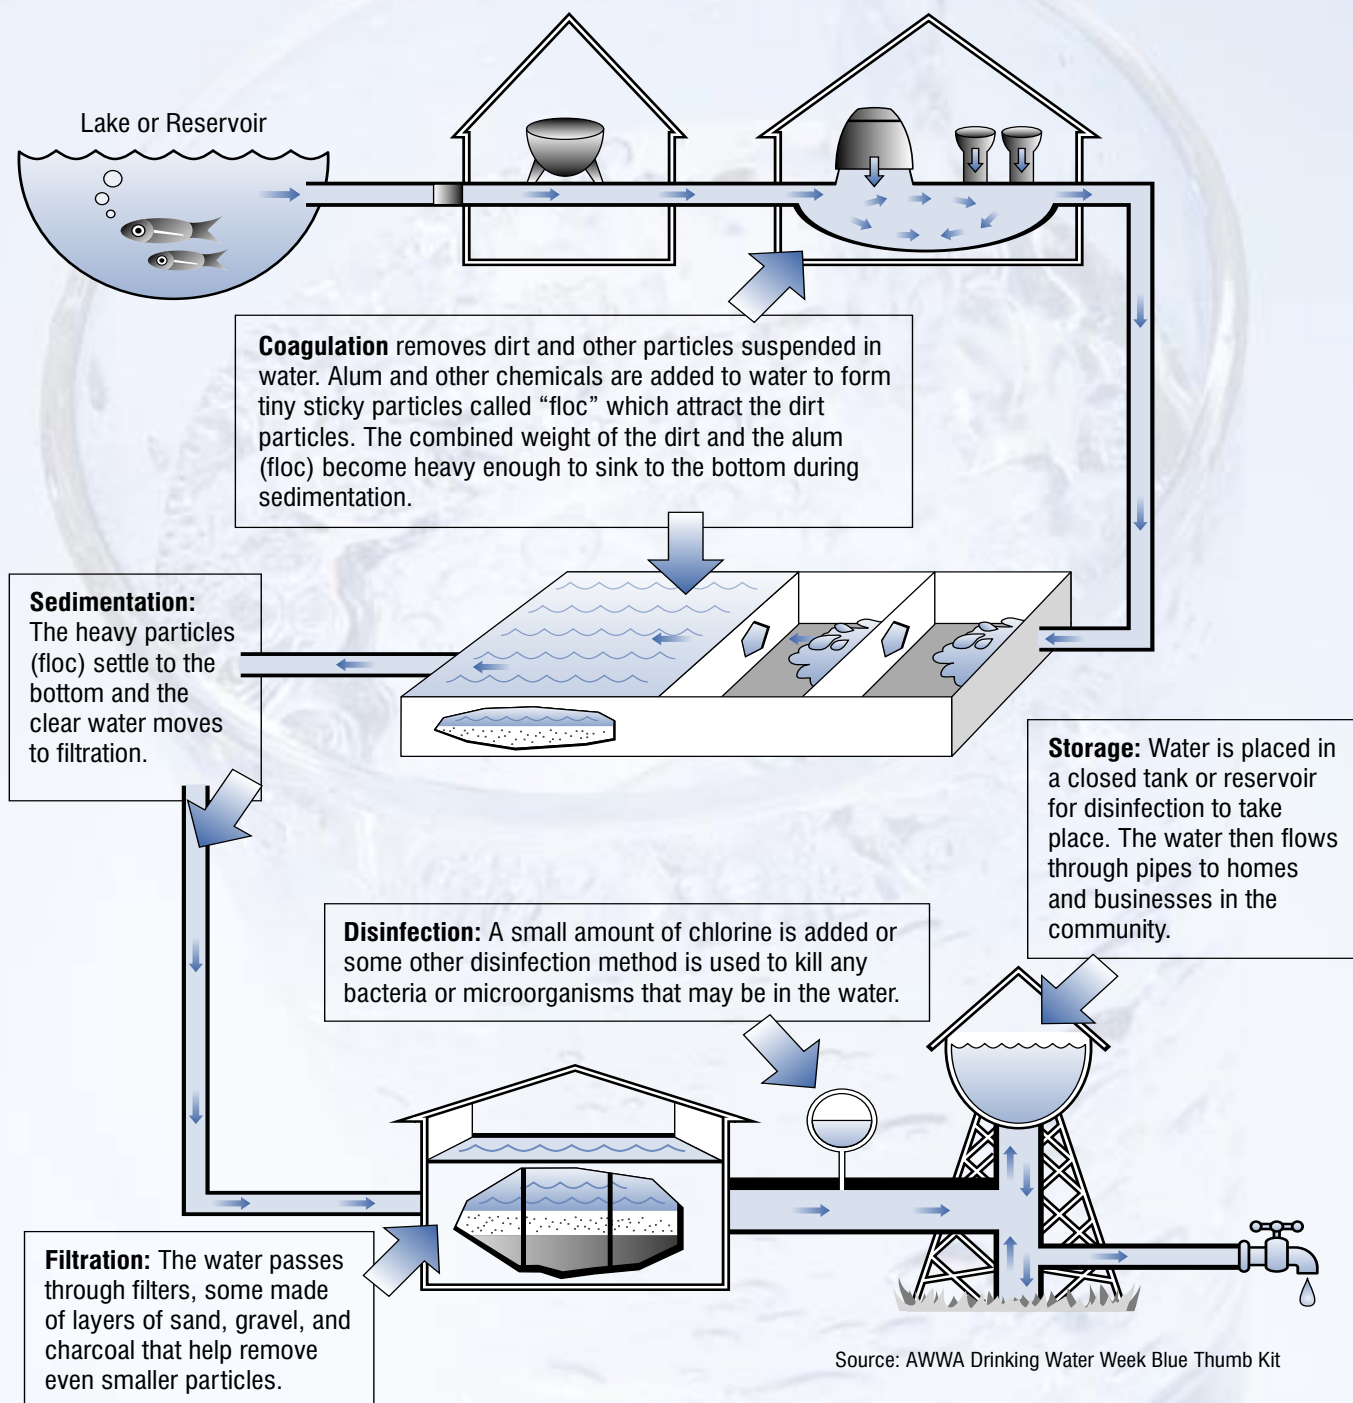 Lake or Reservoir
Coagulation removes dirt and other particles suspended in
water. Alum and other chemicals are added to water to form
tiny sticky particles called “floc” which attract the dirt
particles. The combined weight of the dirt and the alum
(floc) become heavy enough to sink to the bottom during
sedimentation.
Sedimentation:
The heavy particles
(floc) settle to the
bottom and the
clear water moves
to filtration.
Storage: Water is placed in
a closed tank or reservoir
for disinfection to take
place. The water then flows
through pipes to homes
and businesses in the
community.
Disinfection: A small amount of chlorine is added or
some other disinfection method is used to kill any
bacteria or microorganisms that may be in the water.
Filtration: The water passes
through filters, some made
of layers of sand, gravel, and
charcoal that help remove
even smaller particles.
Source: AWWA Drinking Water Week Blue Thumb Kit